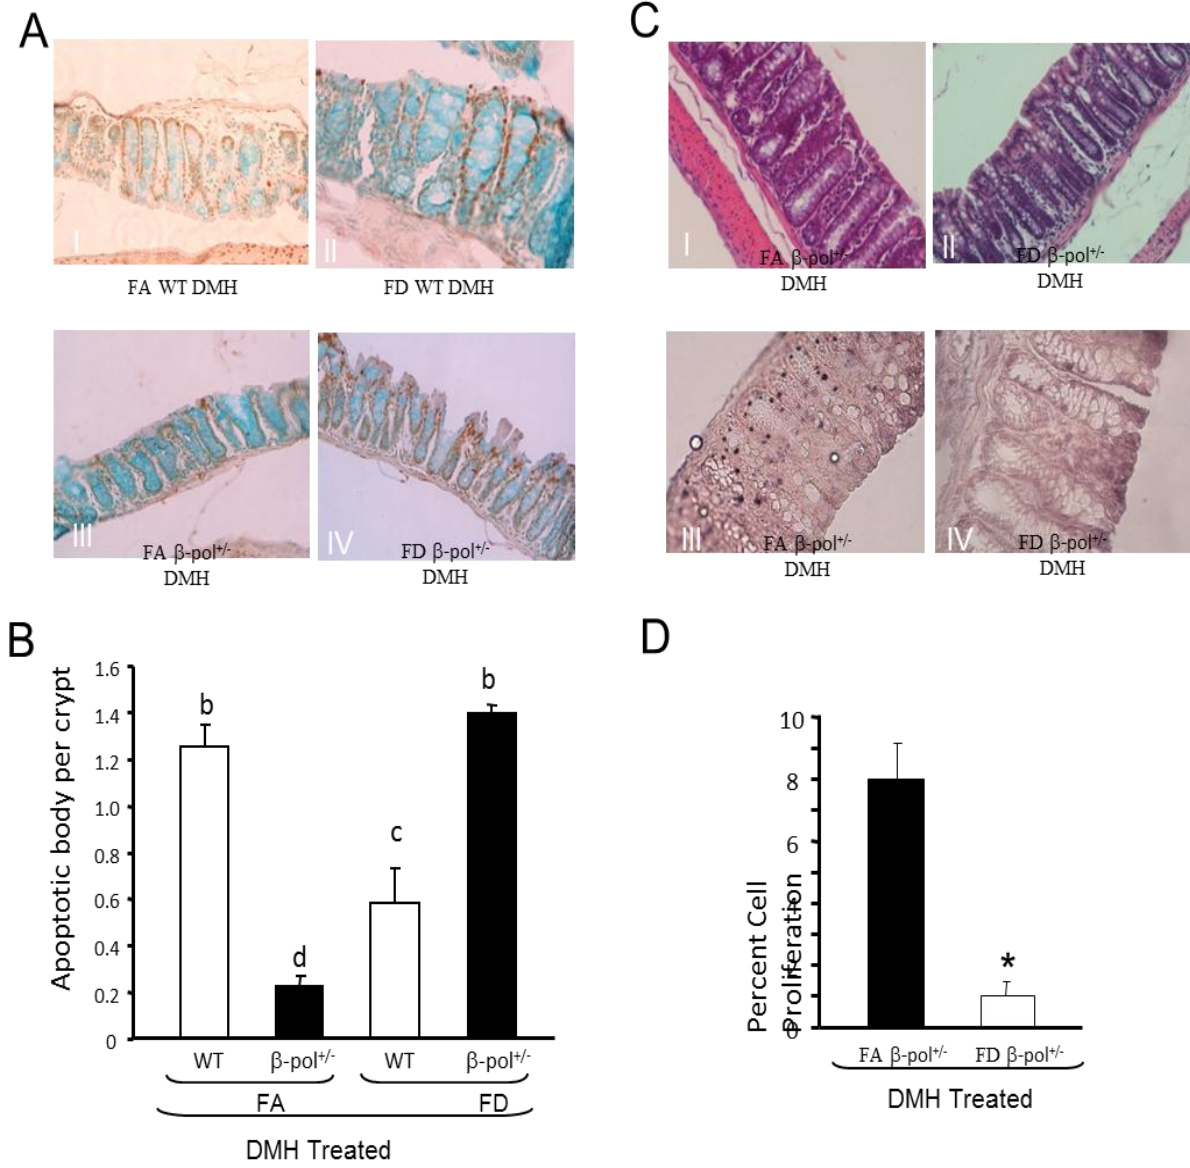 A
I
II
FA WT DMH
FD WT DMH
III
IV
FA β-pol+/-
DMH
FD β-pol+/-
DMH
C
I
II
FA β-pol+/-
DMH
FD β-pol+/-
DMH
III
IV
FA β-pol+/-
DMH
FD β-pol+/-
DMH
B
Apoptotic body per crypt
1.6
1.4
1.2
1.0
0.8
0.6
0.4
0.2
0
b
d
c
b
WT
β-pol+/-
WT
β-pol+/-
FA
FD
DMH Treated
D
Percent Cell
Proliferation
10
8
6
4
2
0
*
FA β-pol+/-
FD β-pol+/-
DMH Treated